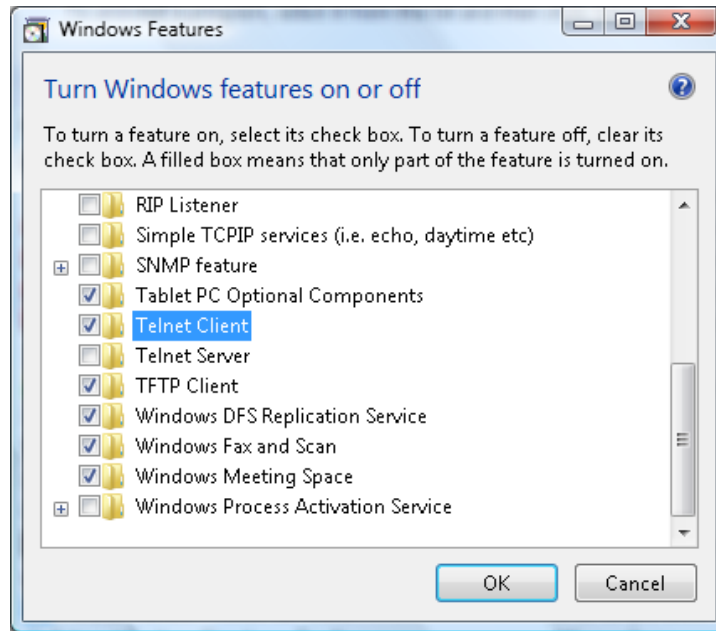 Windows Features
Turn Windows features on or off
To turn a feature on, select its check box. To turn a feature off, clear its
check box. A filled box means that only part of the feature is turned on.
RIP Listener
Simple TCPIP services (i.e. echo, daytime etc)
SNMP feature
Tablet PC Optional Components
Telnet Client
Telnet Server
TFTP Client
Windows DFS Replication Service
Windows Fax and Scan
Windows Meeting Space
Windows Process Activation Service
OK Cancel